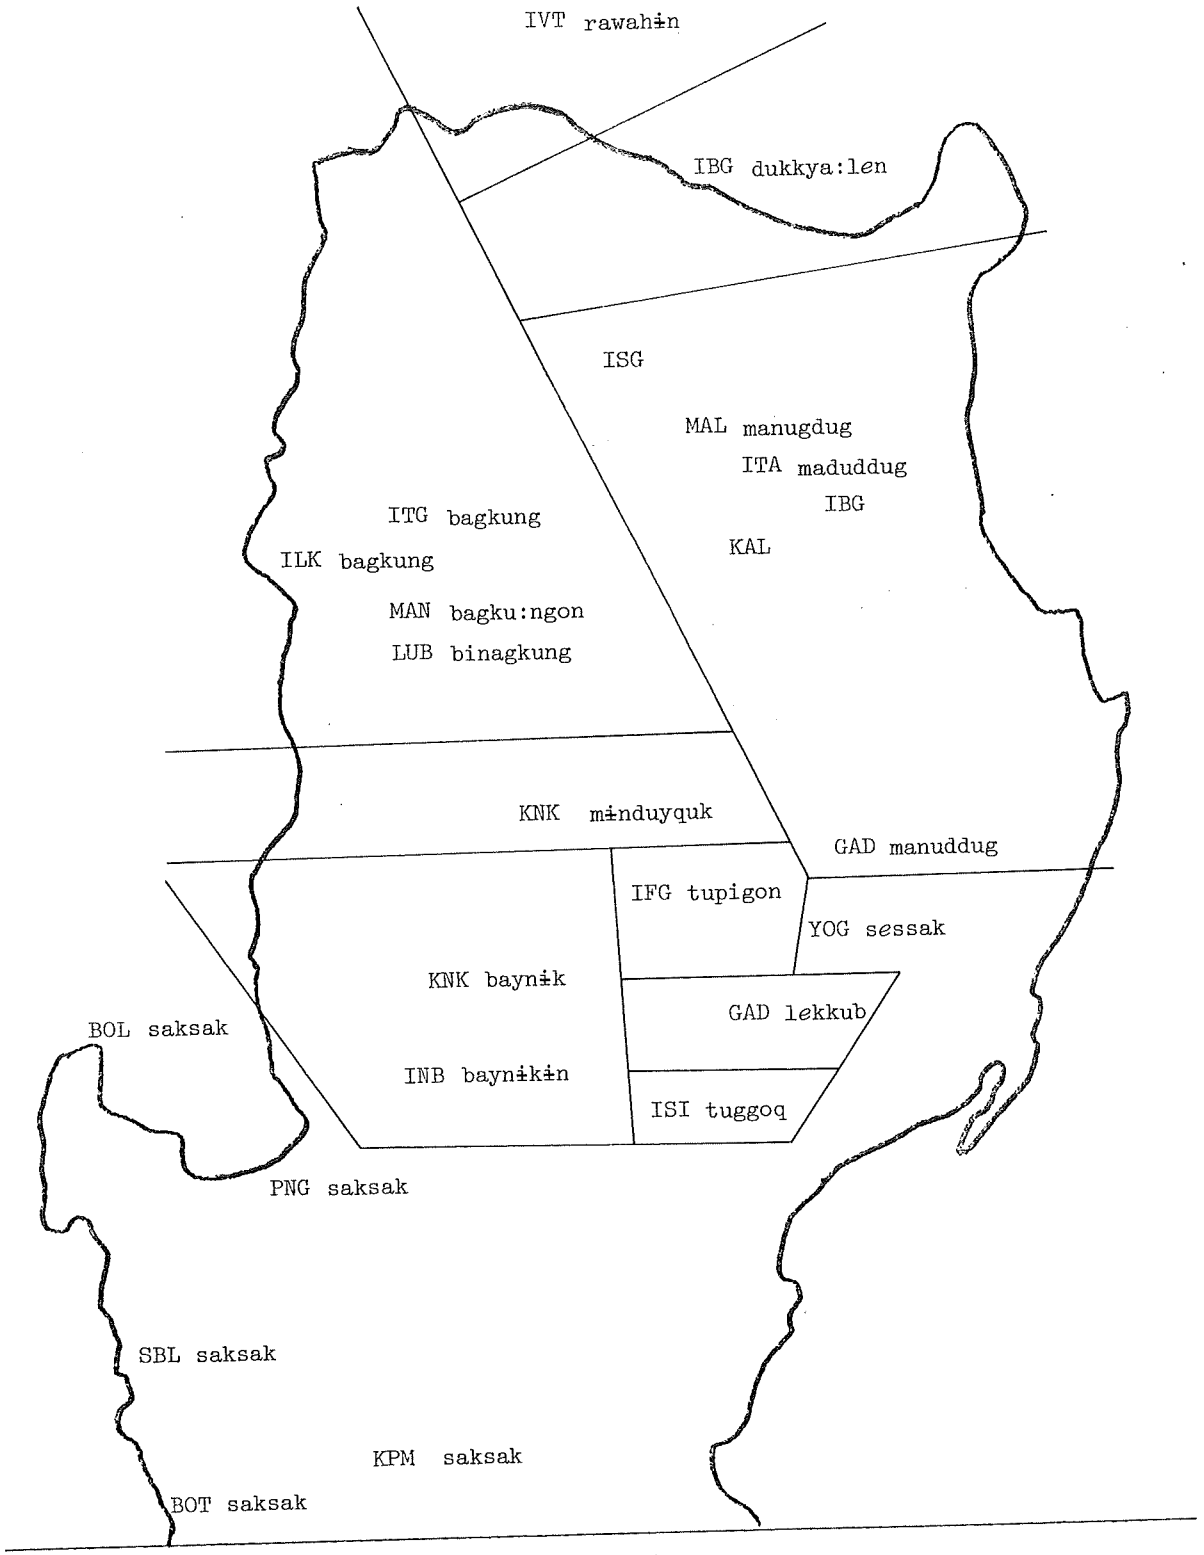 IVT rawahɨn
IBG dukkya:len
ISG
MAL manugdug
ITA maduddug
IBG
ITG bagkung
KAL
ILK bagkung
MAN bagku:ngon
LUB binagkung
KNK mɨnduyquk
GAD manuddug
IFG tupigon
YOG sessak
KNK baynɨk
GAD lekkub
BOL saksak
INB baynɨkɨn
ISI tuggoq
PNG saksak
SBL saksak
KPM saksak
BOT saksak